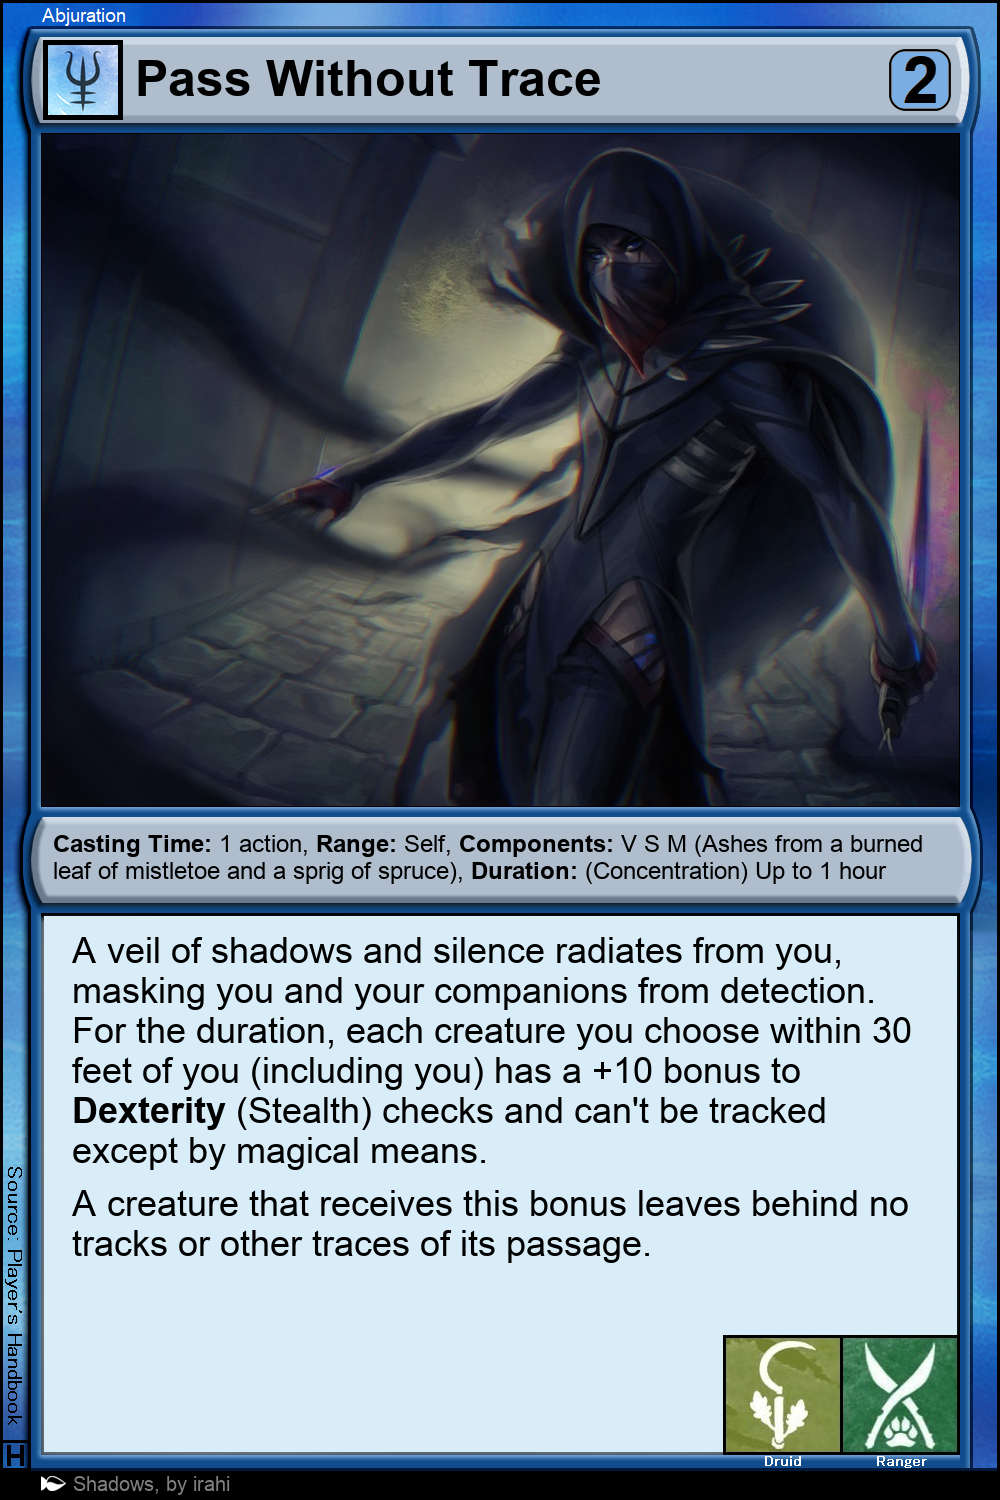 Abjuration
Pass Without Trace
2
Casting Time: 1 action, Range: Self, Components: V S M (Ashes from a burned
leaf of mistletoe and a sprig of spruce), Duration: (Concentration) Up to 1 hour
A veil of shadows and silence radiates from you,
masking you and your companions from detection.
For the duration, each creature you choose within 30
feet of you (including you) has a +10 bonus to
Dexterity (Stealth) checks and can't be tracked
except by magical means.
A creature that receives this bonus leaves behind no
tracks or other traces of its passage.
Source: Player's Handbook
H
Druid
Ranger
Shadows, by irahi